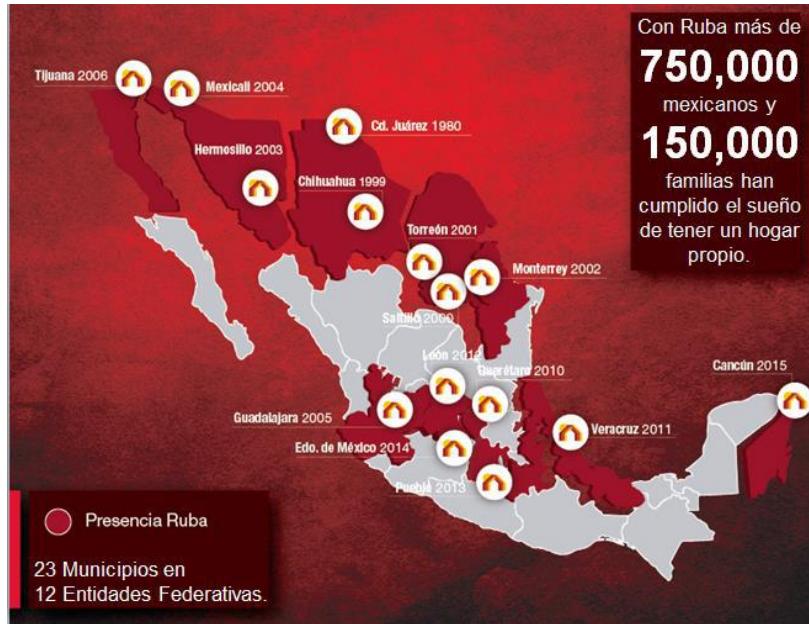 Con Ruba más de
750,000
mexicanos y
150,000
familias han
cumplido el sueño
de tener un hogar
propio.
Tijuana 2006
Mexicali 2004
Cd. Juárez 1980
Hermosillo 2003
Chihuahua 1999
Torreón 2001
Monterrey 2002
Saltillo 2000
León 2012
Querétaro 2010
Cancún 2015
Guadalajara 2005
Veracruz 2011
Edo. de México 2014
Puebla 2013
Presencia Ruba
23 Municipios en
12 Entidades Federativas.